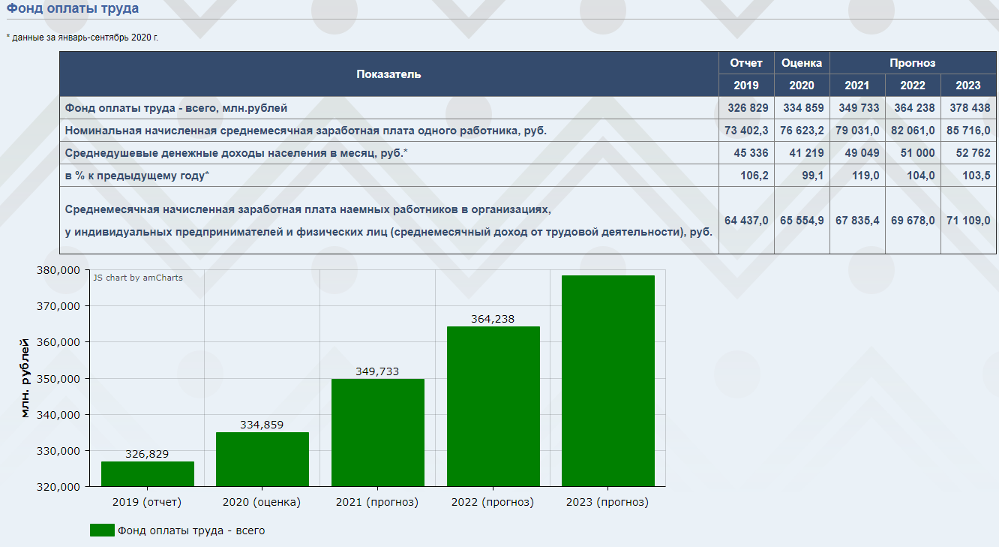 Фонд оплаты труда
* данные за январь-сентябрь 2020 г.
Показатель Отчет Оценка Прогноз
2019 2020 2021 2022 2023
Фонд оплаты труда - всего, млн.рублей 326 829 334 859 349 733 364 238 378 438
Номинальная начисленная среднемесячная заработная плата одного работника, руб. 73 402,3 76 623,2 79 031,0 82 061,0 85 716,0
Среднедушевые денежные доходы населения в месяц, руб.* 45 336 41 219 49 049 51 000 52 762
в % к предыдущему году* 106,2 99,1 119,0 104,0 103,5
Среднемесячная начисленная заработная плата наемных работников в организациях,
у индивидуальных предпринимателей и физических лиц (среднемесячный доход от трудовой деятельности), руб. 64 437,0 65 554,9 67 835,4 69 678,0 71 109,0
JS chart by amCharts
млн. рублей
380,000
370,000
360,000
350,000
340,000
330,000
320,000
326,829
334,859
349,733
364,238
2019 (отчет) 2020 (оценка) 2021 (прогноз) 2022 (прогноз) 2023 (прогноз)
Фонд оплаты труда - всего